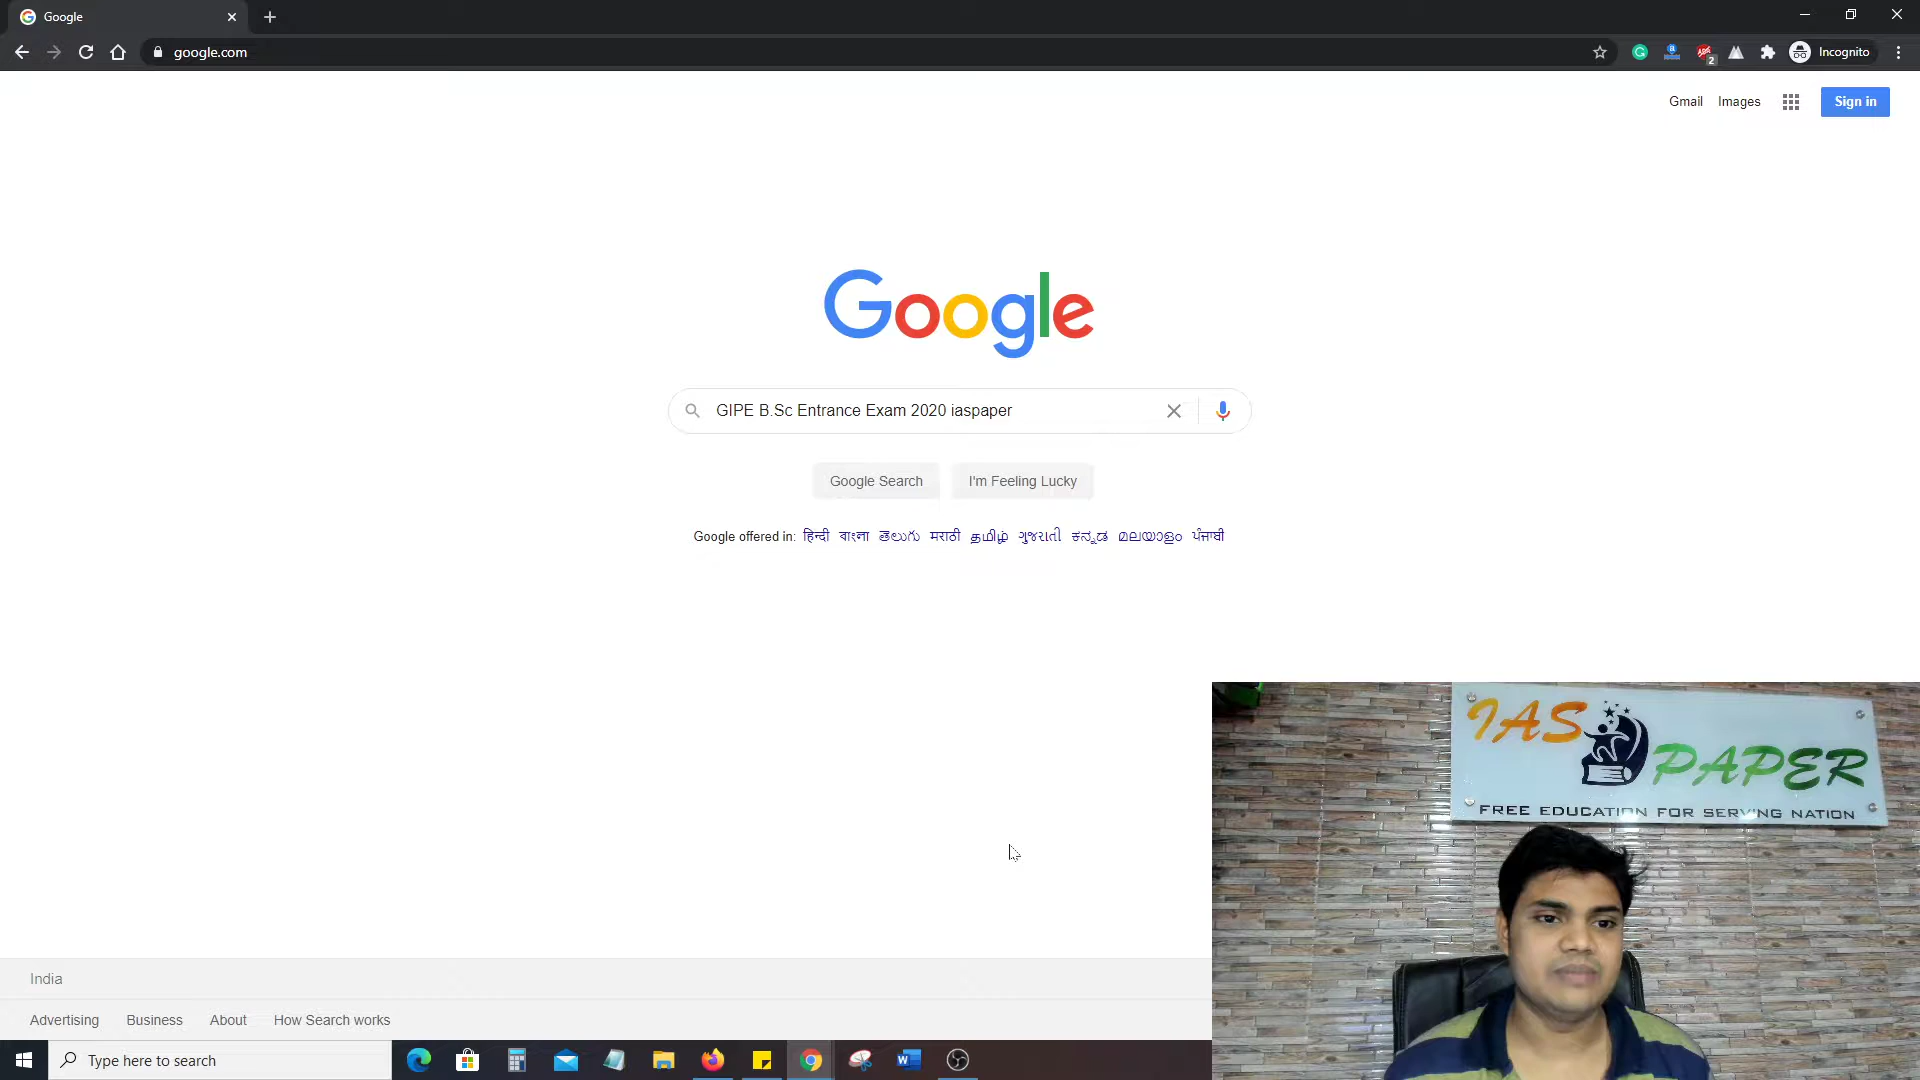 Google
google.com
2
Incognito
Gmail Images
Sign in
Google
GIPE B.Sc Entrance Exam 2020 iaspaper
Google Search
I'm Feeling Lucky
Google offered in: हिन्दी বাংলা తెలుగు मराठी தமிழ் ગુજરાતી ಕನ್ನಡ മലയാളം ਪੰਜਾਬੀ
IAS
PAPER
FREE EDUCATION FOR SERVING NATION
India
Advertising Business About How Search works
Type here to search